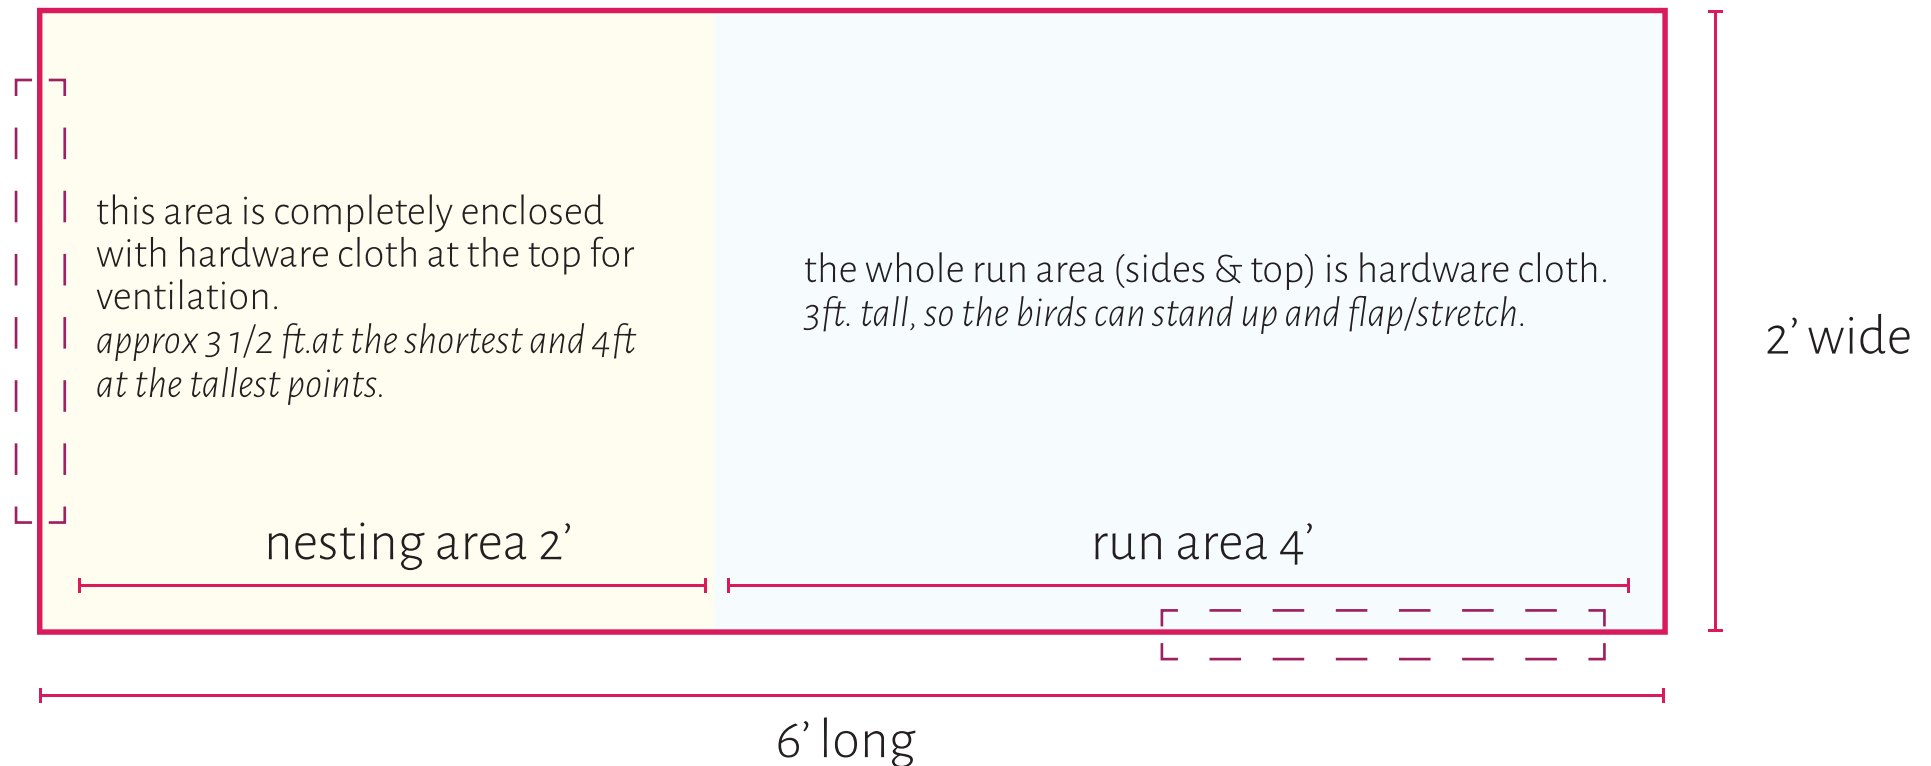 this area is completely enclosed
with hardware cloth at the top for
ventilation.
approx 3 1/2 ft.at the shortest and 4ft
at the tallest points.
the whole run area (sides & top) is hardware cloth.
3ft. tall, so the birds can stand up and flap/stretch.
2’ wide
nesting area 2’
run area 4’
6’ long